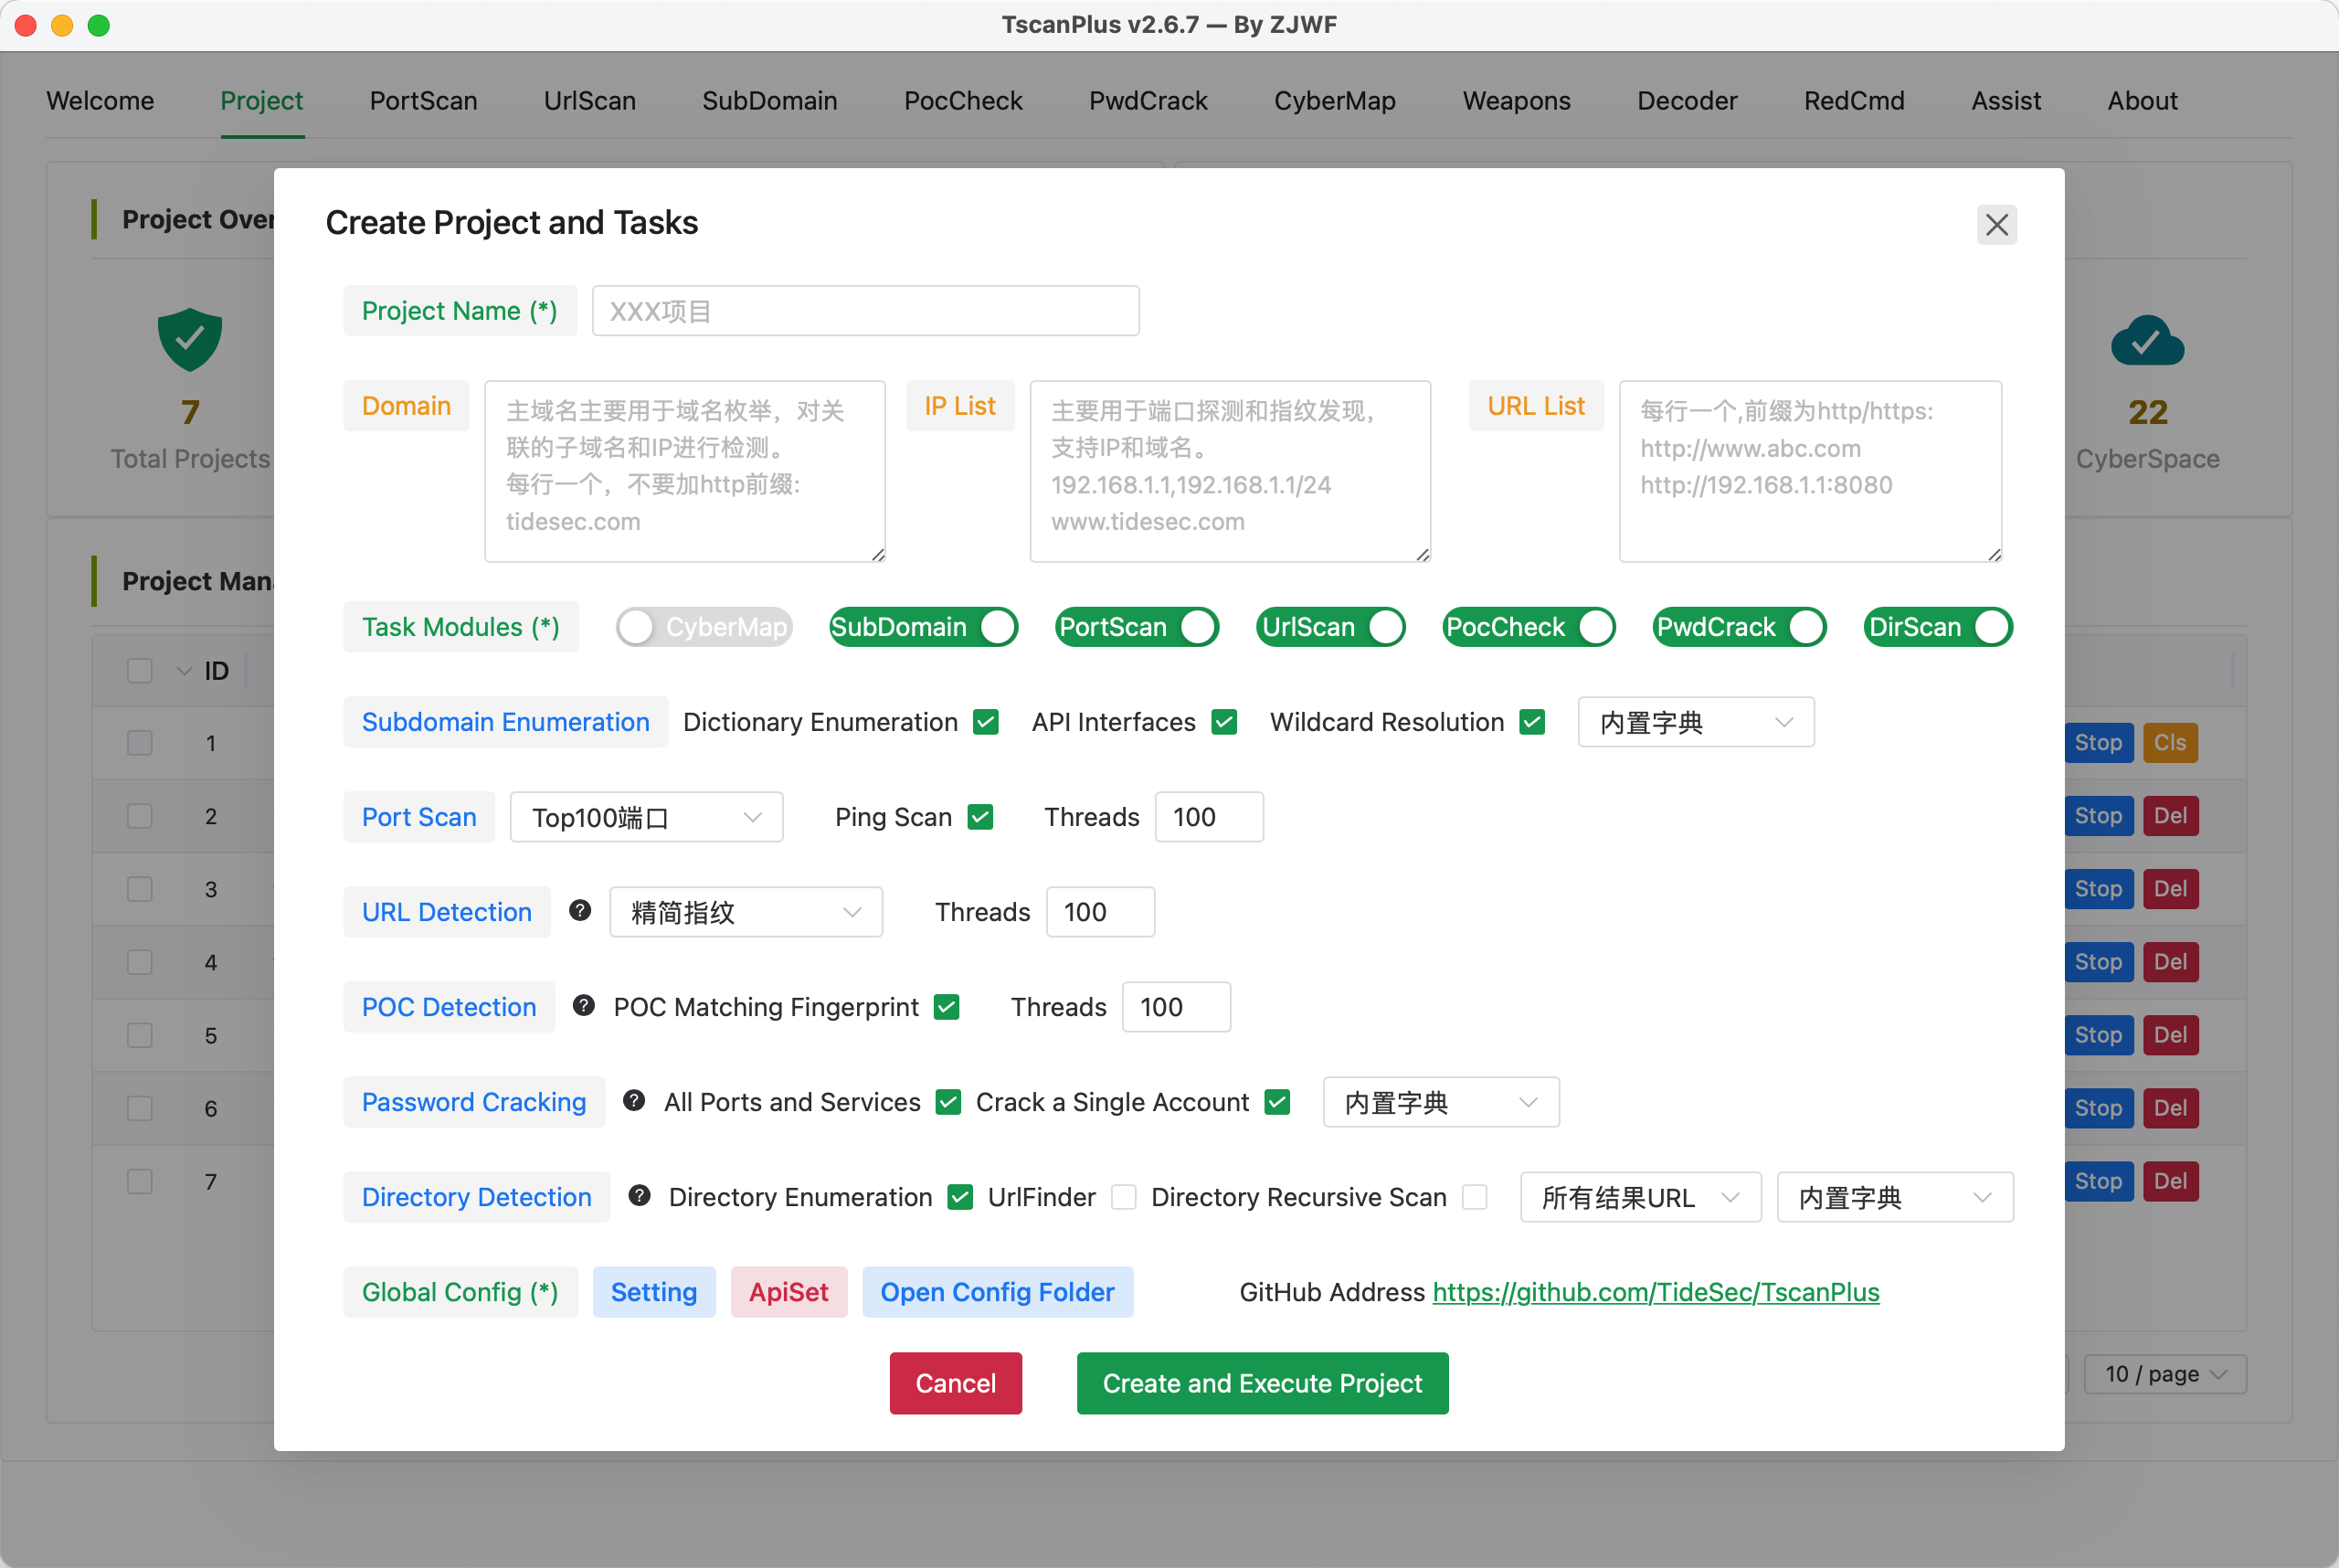 TscanPlus v2.6.7 — By ZJWF
Welcome Project PortScan UrlScan SubDomain PocCheck PwdCrack CyberMap Weapons Decoder RedCmd Assist About
Project Over
7
Total Projects
22
CyberSpace
Project Man
ID
1 Stop Cls
2 Stop Del
3 Stop Del
4 Stop Del
5 Stop Del
6 Stop Del
7 Stop Del
10 / page
Create Project and Tasks
Project Name (*) XXX项目
Domain
主域名主要用于域名枚举，对关
联的子域名和IP进行检测。
每行一个，不要加http前缀:
tidesec.com
IP List
主要用于端口探测和指纹发现，
支持IP和域名。
192.168.1.1,192.168.1.1/24
www.tidesec.com
URL List
每行一个,前缀为http/https:
http://www.abc.com
http://192.168.1.1:8080
Task Modules (*) CyberMap SubDomain PortScan UrlScan PocCheck PwdCrack DirScan
Subdomain Enumeration Dictionary Enumeration API Interfaces Wildcard Resolution 内置字典
Port Scan Top100端口 Ping Scan Threads 100
URL Detection ? 精简指纹 Threads 100
POC Detection ? POC Matching Fingerprint Threads 100
Password Cracking ? All Ports and Services Crack a Single Account 内置字典
Directory Detection ? Directory Enumeration UrlFinder Directory Recursive Scan 所有结果URL 内置字典
Global Config (*) Setting ApiSet Open Config Folder GitHub Address https://github.com/TideSec/TscanPlus
Cancel Create and Execute Project